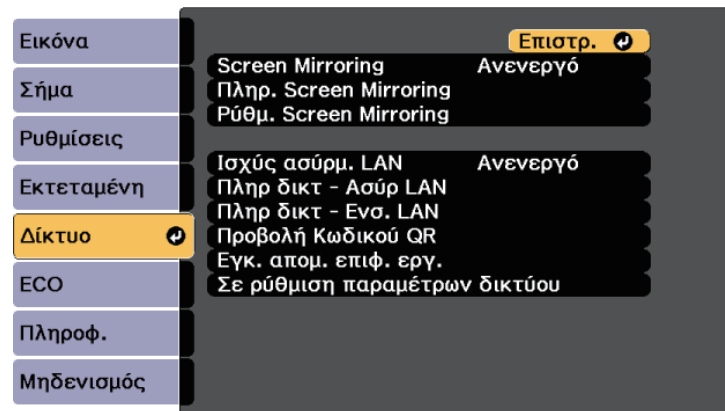 Εικόνα
Σήμα
Ρυθμίσεις
Εκτεταμένη
Δίκτυο
ECO
Πληροφ.
Μηδενισμός
Επιστρ.
Screen Mirroring Ανενεργό
Πληρ. Screen Mirroring
Ρύθμ. Screen Mirroring
Ισχύς ασύρμ. LAN Ανενεργό
Πληρ δικτ - Ασύρ LAN
Πληρ δικτ - Ενσ. LAN
Προβολή Κωδικού QR
Εγκ. απομ. επιφ. εργ.
Σε ρύθμιση παραμέτρων δικτύου